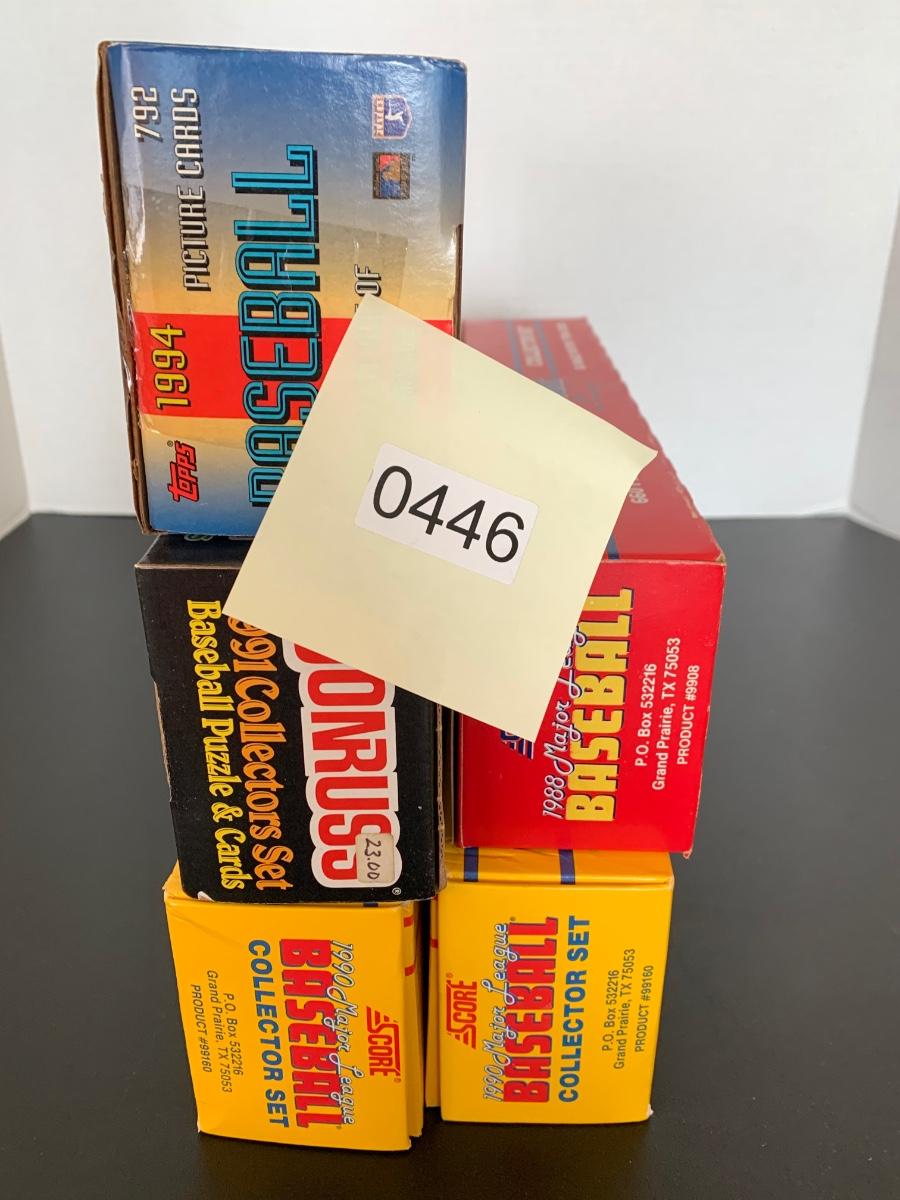 Topps
1994
792
PICTURE CARDS
BASEBALL
OF
0446
1991 Collectors Set
Baseball Puzzle & Cards
DONRUSS
23.00
1988 Major League
BASEBALL
P.O. Box 532216
Grand Prairie, TX 75053
PRODUCT #9908
SCORE
1990 Major League
BASEBALL
COLLECTOR SET
P.O. Box 532216
Grand Prairie, TX 75053
PRODUCT #99160
SCORE
1990 Major League
BASEBALL
COLLECTOR SET
P.O. Box 532216
Grand Prairie, TX 75053
PRODUCT #99160